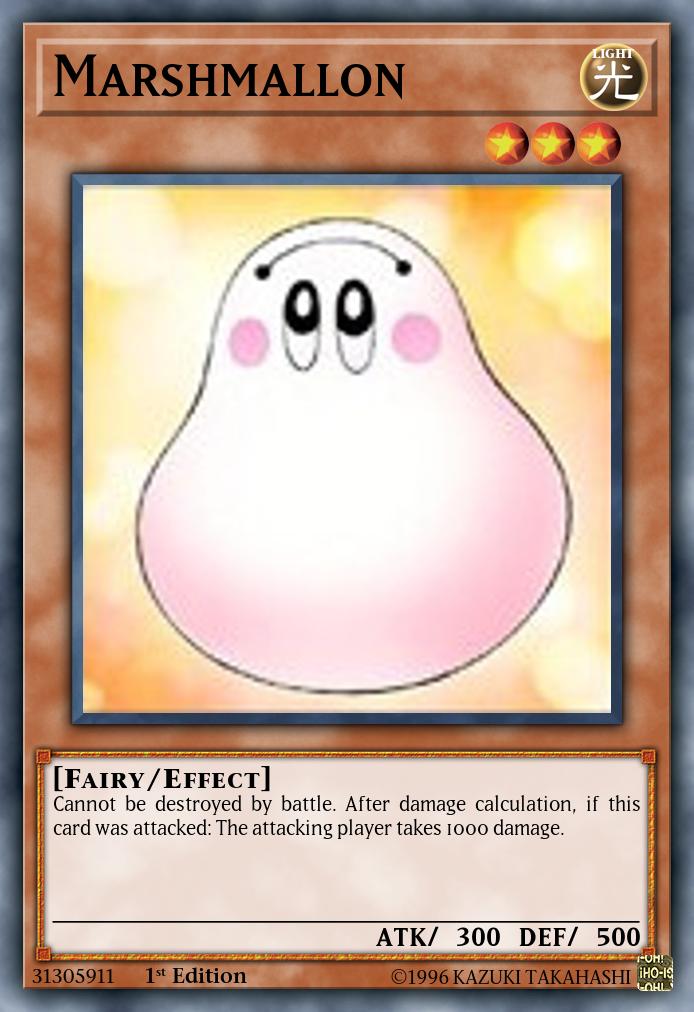 MARSHMALLON
LIGHT
光
[FAIRY/EFFECT]
Cannot be destroyed by battle. After damage calculation, if this
card was attacked: The attacking player takes 1000 damage.
ATK/ 300 DEF/ 500
31305911 1st Edition ©1996 KAZUKI TAKAHASHI